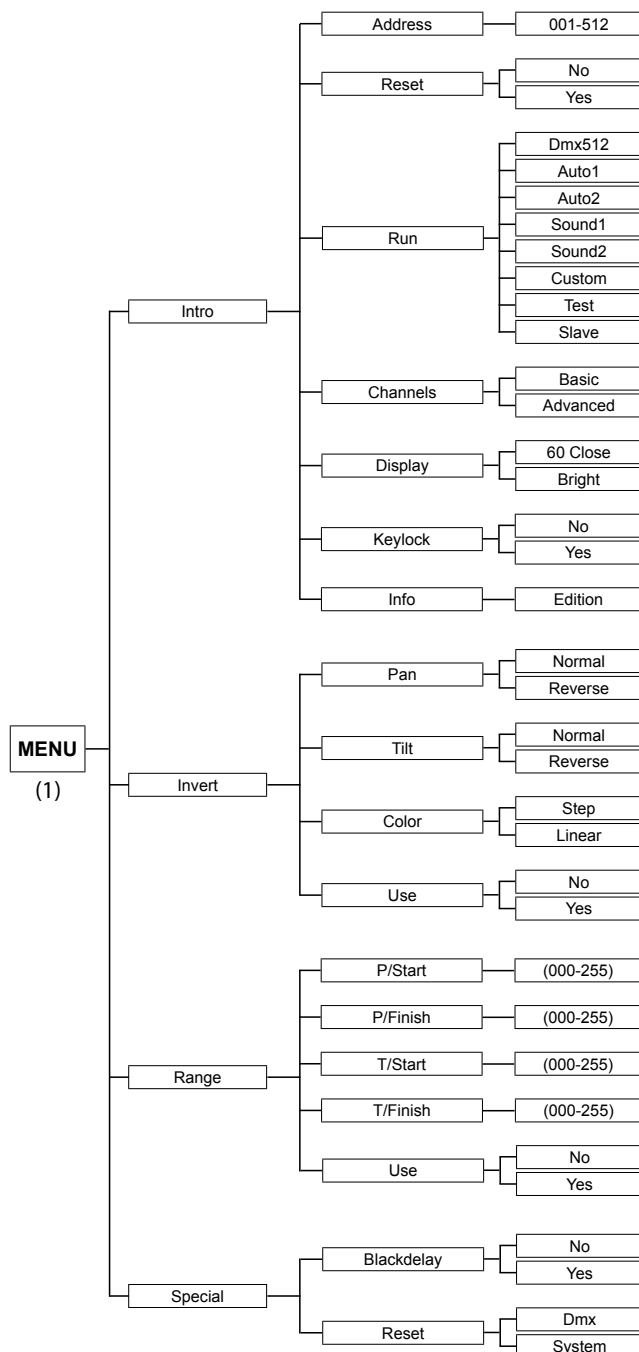 MENU
(1)
Intro
Address
001-512
Reset
No
Yes
Run
Dmx512
Auto1
Auto2
Sound1
Sound2
Custom
Test
Slave
Channels
Basic
Advanced
Display
60 Close
Bright
Keylock
No
Yes
Info
Edition
Invert
Pan
Normal
Reverse
Tilt
Normal
Reverse
Color
Step
Linear
Use
No
Yes
Range
P/Start
(000-255)
P/Finish
(000-255)
T/Start
(000-255)
T/Finish
(000-255)
Use
No
Yes
Special
Blackdelay
No
Yes
Reset
Dmx
System